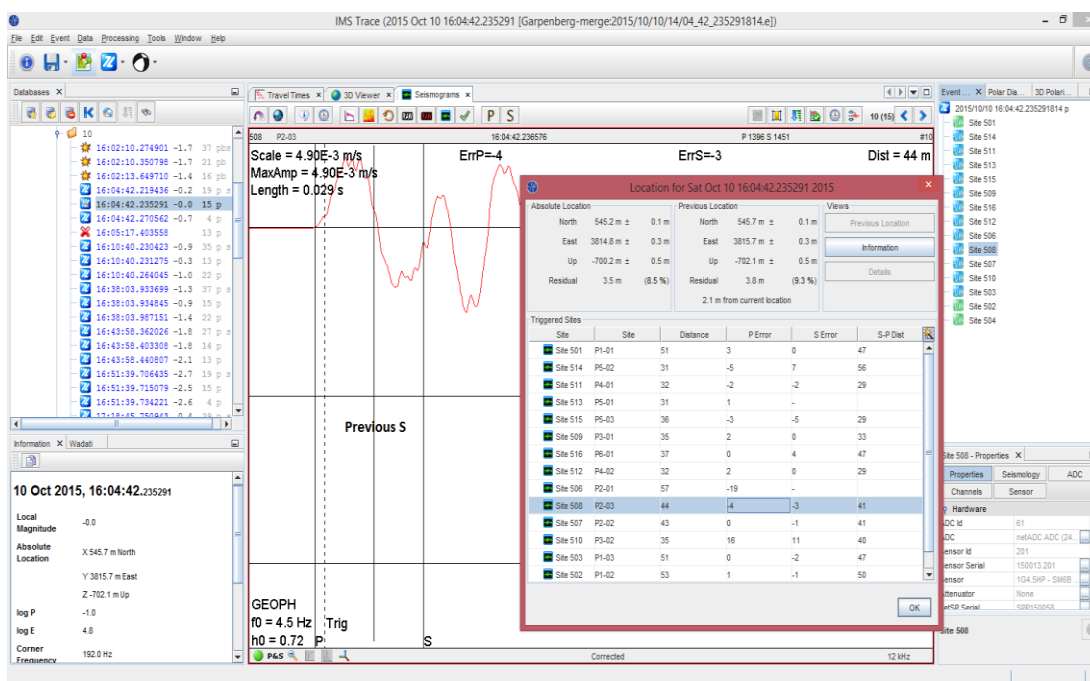 IMS Trace (2015 Oct 10 16:04:42.235291 [Garpenberg-merge:2015/10/10/14/04_42_235291814.e])
File Edit Event Data Processing Tools Window Help
Databases
10
16:02:10.274901 -1.7 37 pbs
16:02:10.350798 -1.7 21 pb
16:02:13.649710 -1.4 16 pb
16:04:42.219436 -0.2 19 p s
16:04:42.235291 -0.0 15 p
16:04:42.270562 -0.7 4 p
16:05:17.403558 13 p
16:10:40.230423 -0.9 35 p s
16:10:40.231275 -0.3 13 p
16:10:40.264045 -1.0 22 p
16:38:03.933699 -1.3 37 p s
16:38:03.934845 -0.9 15 p
16:38:03.987151 -1.4 22 p
16:43:58.362026 -1.8 27 p s
16:43:58.403308 -1.8 14 p
16:43:58.440807 -2.1 13 p
16:51:39.706435 -2.7 19 p s
16:51:39.715079 -2.5 15 p
16:51:39.734221 -2.6 4 p
17:18:45.750943 -0.4 39 p s
Information Wadati
10 Oct 2015, 16:04:42.235291
Local Magnitude -0.0
Absolute Location X 545.7 m North
Y 3815.7 m East
Z -702.1 m Up
log P -1.0
log E 4.8
Corner Frequency 192.0 Hz
Travel Times 3D Viewer Seismograms
P S 10 (15)
508 P2-03 16:04:42.236576 P 1396 S 1451 #10
Scale = 4.90E-3 m/s ErrP=-4 ErrS=-3 Dist = 44 m
MaxAmp = 4.90E-3 m/s
Length = 0.029 s
Previous S
GEOPH
f0 = 4.5 Hz Trig
h0 = 0.72 P S
P&S Corrected 12 kHz
Location for Sat Oct 10 16:04:42.235291 2015
Absolute Location Previous Location Views
North 545.2 m ± 0.1 m North 545.7 m ± 0.1 m Previous Location
East 3814.8 m ± 0.3 m East 3815.7 m ± 0.3 m Information
Up -700.2 m ± 0.5 m Up -702.1 m ± 0.5 m Details
Residual 3.5 m (8.5 %) Residual 3.8 m (9.3 %)
2.1 m from current location
Triggered Sites
Site Site Distance P Error S Error S-P Dist
Site 501 P1-01 51 3 0 47
Site 514 P5-02 31 -5 7 56
Site 511 P4-01 32 -2 -2 29
Site 513 P5-01 31 1 -
Site 515 P5-03 36 -3 -5 29
Site 509 P3-01 35 2 0 33
Site 516 P6-01 37 0 4 47
Site 512 P4-02 32 2 0 29
Site 506 P2-01 57 -19 -
Site 508 P2-03 44 -4 -3 41
Site 507 P2-02 43 0 -1 41
Site 510 P3-02 35 16 11 40
Site 503 P1-03 51 0 -2 47
Site 502 P1-02 53 1 -1 50
OK
Event ... Polar Dia... 3D Polari...
2015/10/10 16:04:42.235291814 p
Site 501
Site 514
Site 511
Site 513
Site 515
Site 509
Site 516
Site 512
Site 506
Site 508
Site 507
Site 510
Site 503
Site 502
Site 504
Site 508 - Properties
Properties Seismology ADC
Channels Sensor
Hardware
ADC Id 61
ADC netADC ADC (24...
Sensor Id 201
Sensor Serial 150013.201
Sensor 1G4.5HP - SM6B
Attenuator None
netSP Serial SPP150058
Site 508